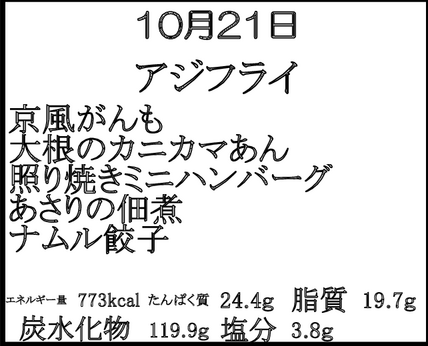 10月21日
アジフライ
京風がんも
大根のカニカマあん
照り焼きミニハンバーグ
あさりの佃煮
ナムル餃子
エネルギー量 773kcal たんぱく質 24.4g 脂質 19.7g
炭水化物 119.9g 塩分 3.8g